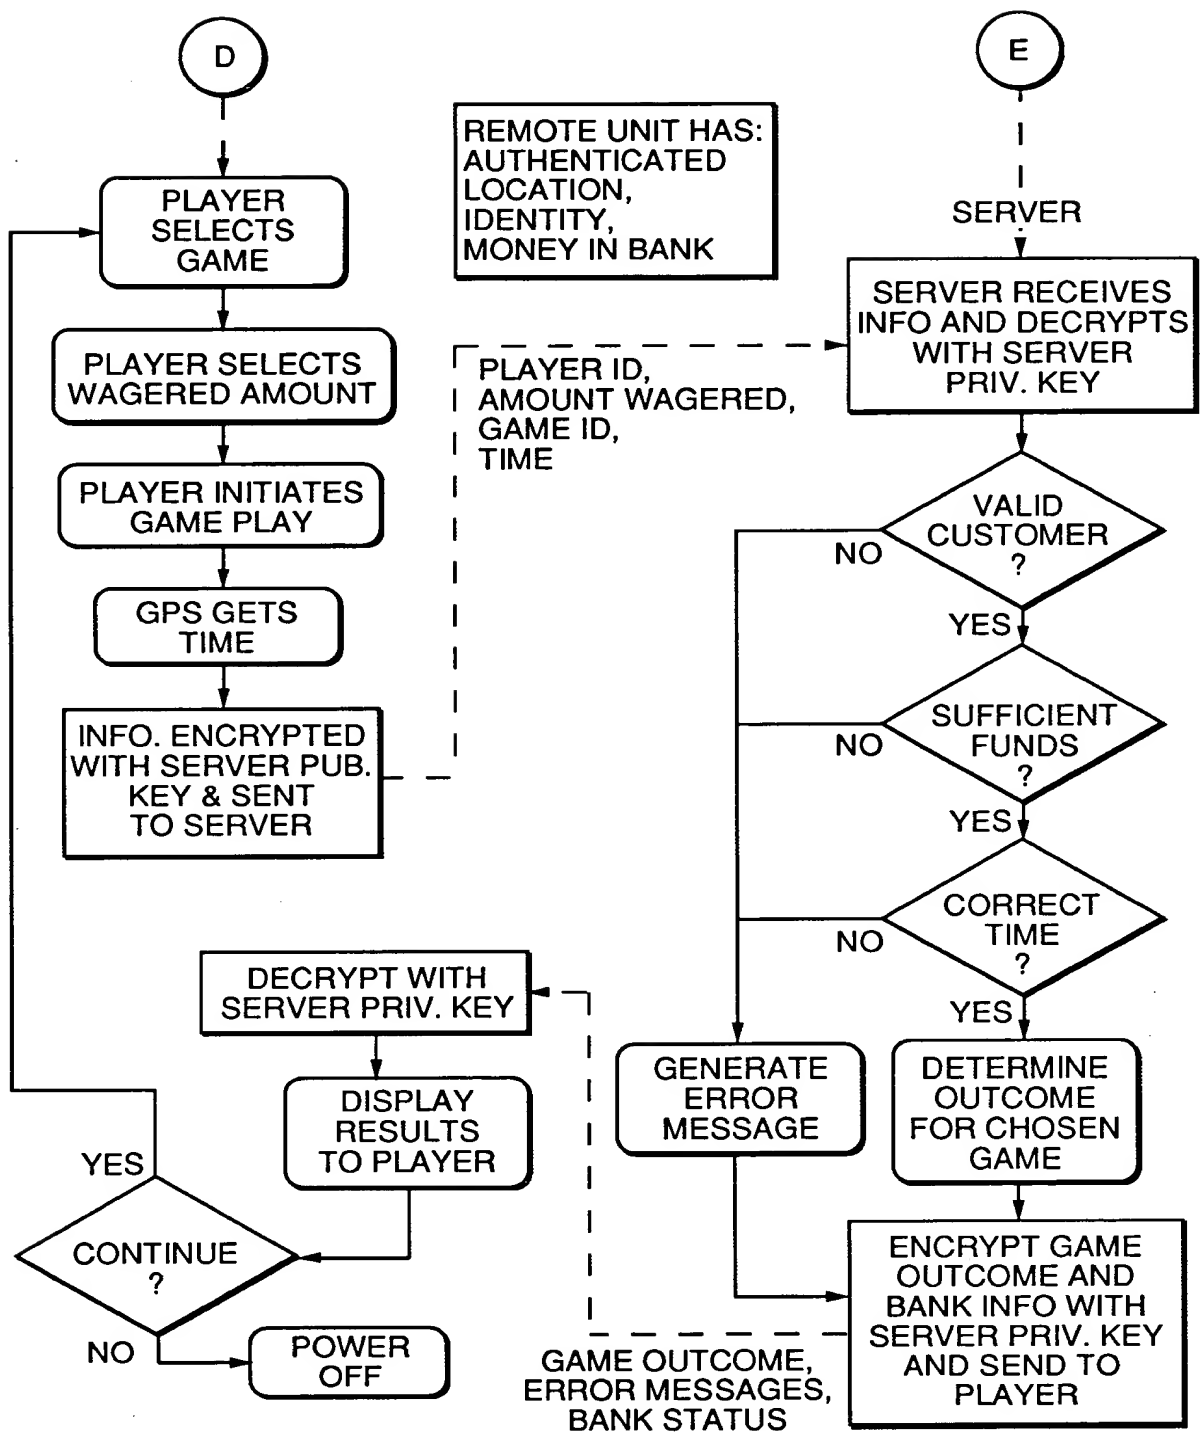 D
PLAYER
SELECTS
GAME
PLAYER SELECTS
WAGERED AMOUNT
PLAYER INITIATES
GAME PLAY
GPS GETS
TIME
INFO. ENCRYPTED
WITH SERVER PUB.
KEY & SENT
TO SERVER
REMOTE UNIT HAS:
AUTHENTICATED
LOCATION,
IDENTITY,
MONEY IN BANK
PLAYER ID,
AMOUNT WAGERED,
GAME ID,
TIME
E
SERVER
SERVER RECEIVES
INFO AND DECRYPTS
WITH SERVER
PRIV. KEY
VALID
CUSTOMER
?
NO
YES
SUFFICIENT
FUNDS
?
NO
YES
CORRECT
TIME
?
NO
YES
GENERATE
ERROR
MESSAGE
DETERMINE
OUTCOME
FOR CHOSEN
GAME
ENCRYPT GAME
OUTCOME AND
BANK INFO WITH
SERVER PRIV. KEY
AND SEND TO
PLAYER
GAME OUTCOME,
ERROR MESSAGES,
BANK STATUS
DECRYPT WITH
SERVER PRIV. KEY
DISPLAY
RESULTS
TO PLAYER
YES
CONTINUE
?
NO
POWER
OFF